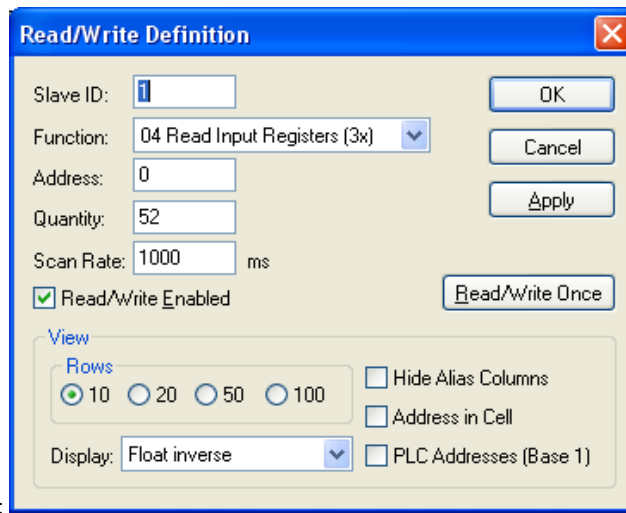 Read/Write Definition
Slave ID: 1
OK
Function: 04 Read Input Registers (3x)
Cancel
Address: 0
Apply
Quantity: 52
Scan Rate: 1000 ms
Read/Write Enabled
Read/Write Once
View
Rows
10 20 50 100
Hide Alias Columns
Address in Cell
Display: Float inverse
PLC Addresses (Base 1)
: